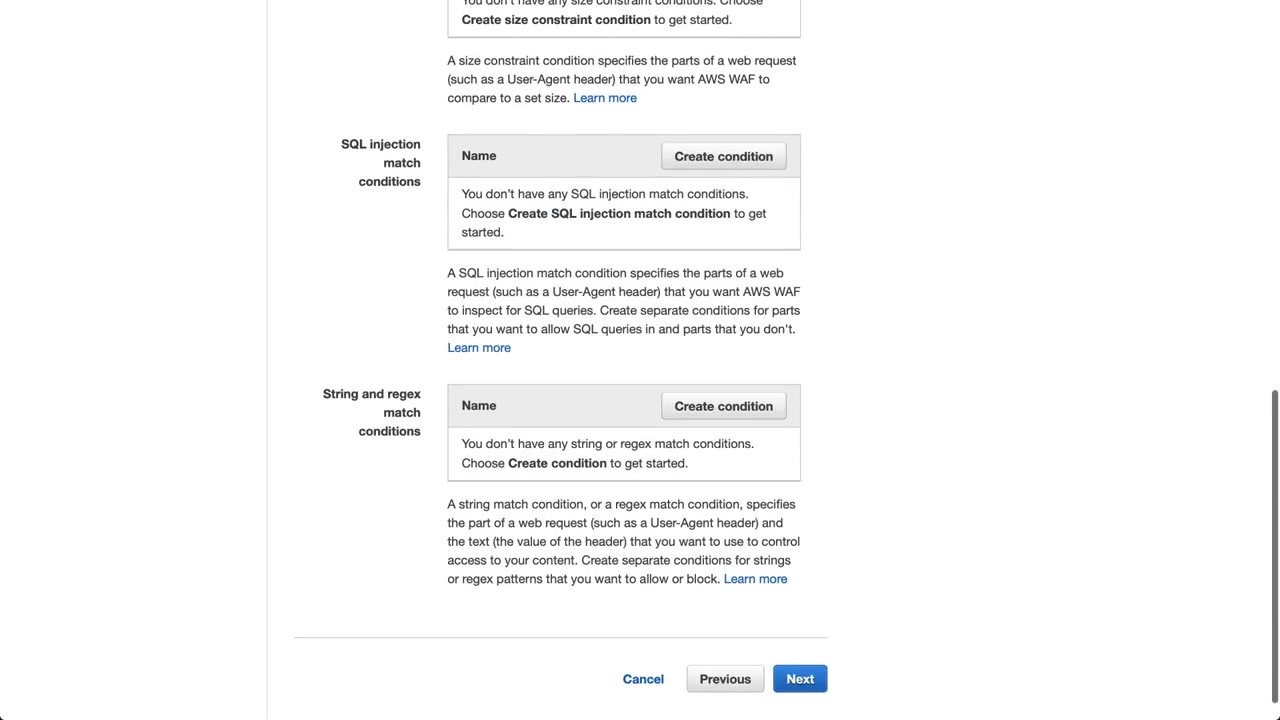 You don't have any size constraint conditions. Choose
Create size constraint condition to get started.
A size constraint condition specifies the parts of a web request
(such as a User-Agent header) that you want AWS WAF to
compare to a set size. Learn more
SQL injection
match
conditions
Name
Create condition
You don't have any SQL injection match conditions.
Choose Create SQL injection match condition to get
started.
A SQL injection match condition specifies the parts of a web
request (such as a User-Agent header) that you want AWS WAF
to inspect for SQL queries. Create separate conditions for parts
that you want to allow SQL queries in and parts that you don't.
Learn more
String and regex
match
conditions
Name
Create condition
You don't have any string or regex match conditions.
Choose Create condition to get started.
A string match condition, or a regex match condition, specifies
the part of a web request (such as a User-Agent header) and
the text (the value of the header) that you want to use to control
access to your content. Create separate conditions for strings
or regex patterns that you want to allow or block. Learn more
Cancel
Previous
Next